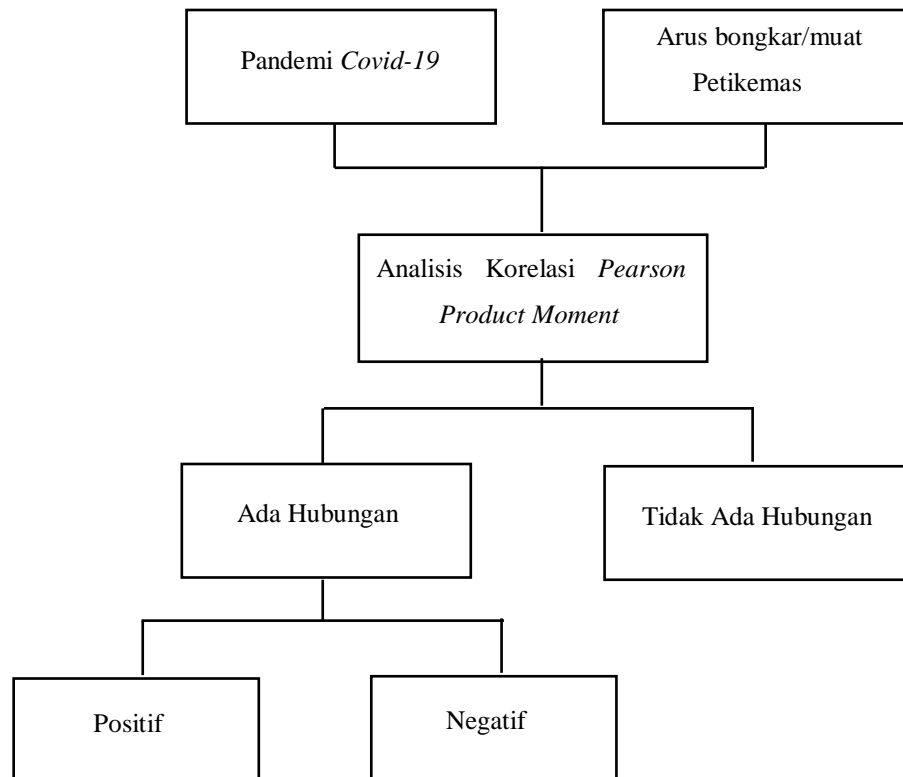 Pandemi Covid-19
Arus bongkar/muat
Petikemas
Analisis Korelasi Pearson
Product Moment
Ada Hubungan
Tidak Ada Hubungan
Positif
Negatif